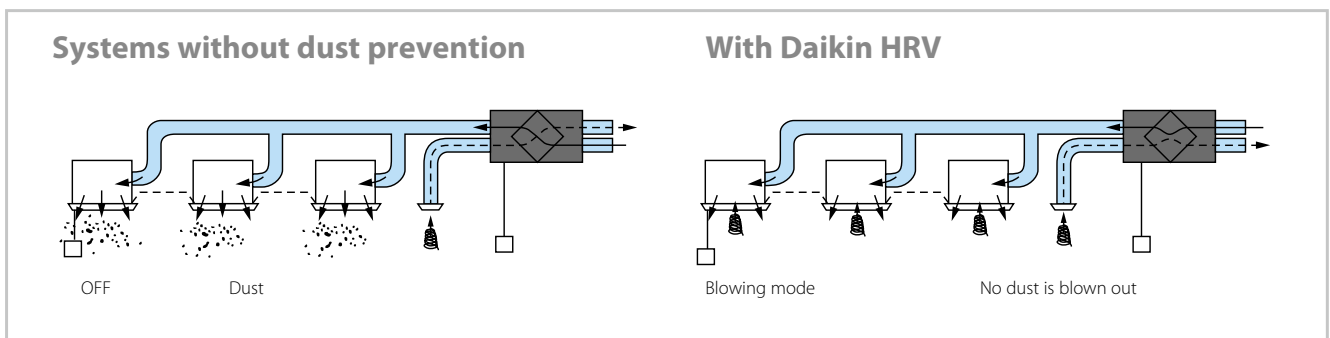 Systems without dust prevention
With Daikin HRV
OFF
Dust
Blowing mode
No dust is blown out